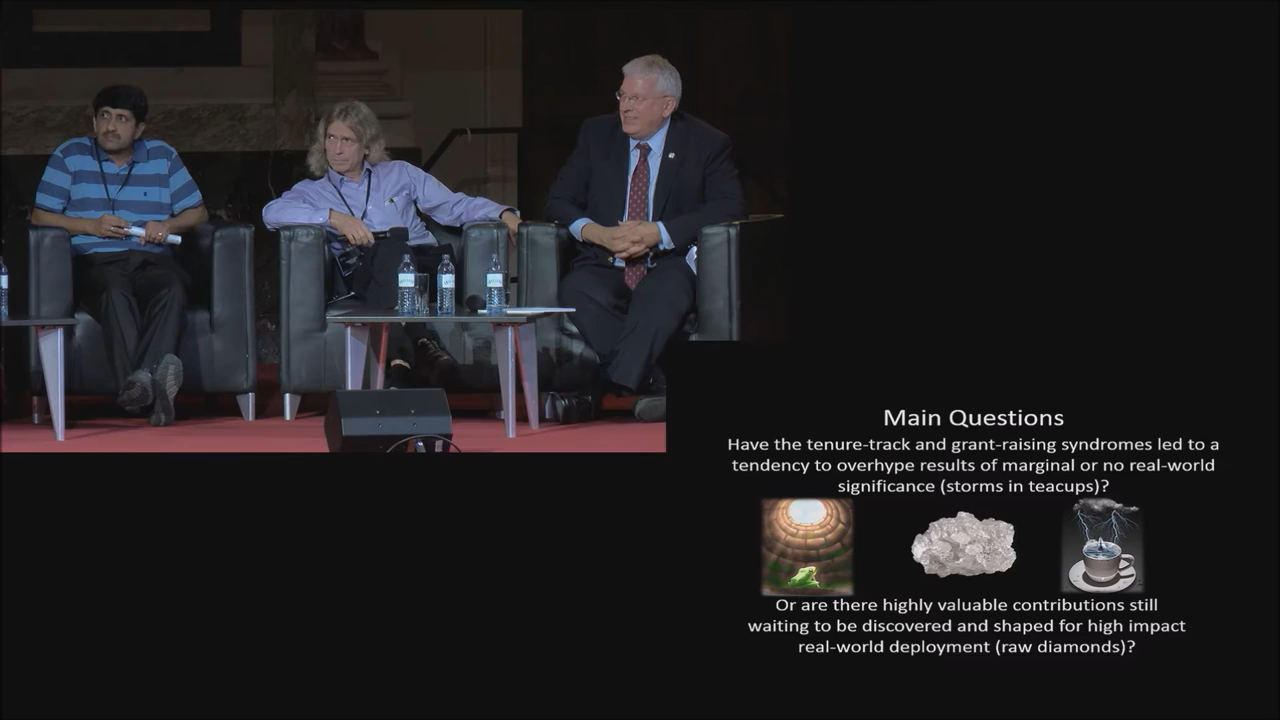 Main Questions
Have the tenure-track and grant-raising syndromes led to a
tendency to overhype results of marginal or no real-world
significance (storms in teacups)?
Or are there highly valuable contributions still
waiting to be discovered and shaped for high impact
real-world deployment (raw diamonds)?